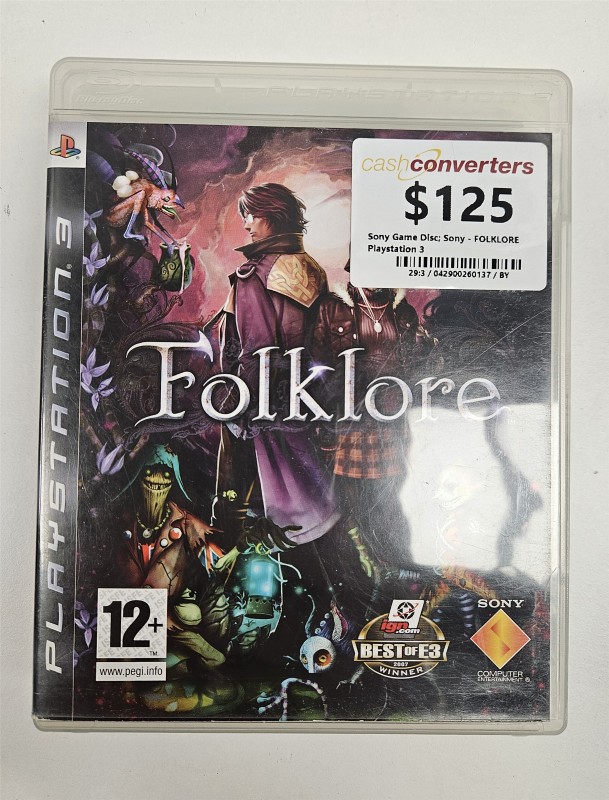 cashconverters
$125
Sony Game Disc; Sony - FOLKLORE
Playstation 3
29:3 / 042900260137 / BY
PLAYSTATION 3
Folklore
12+
TM
www.pegi.info
ign
.com
BEST OF E3
2007
WINNER
SONY
COMPUTER
ENTERTAINMENT ®